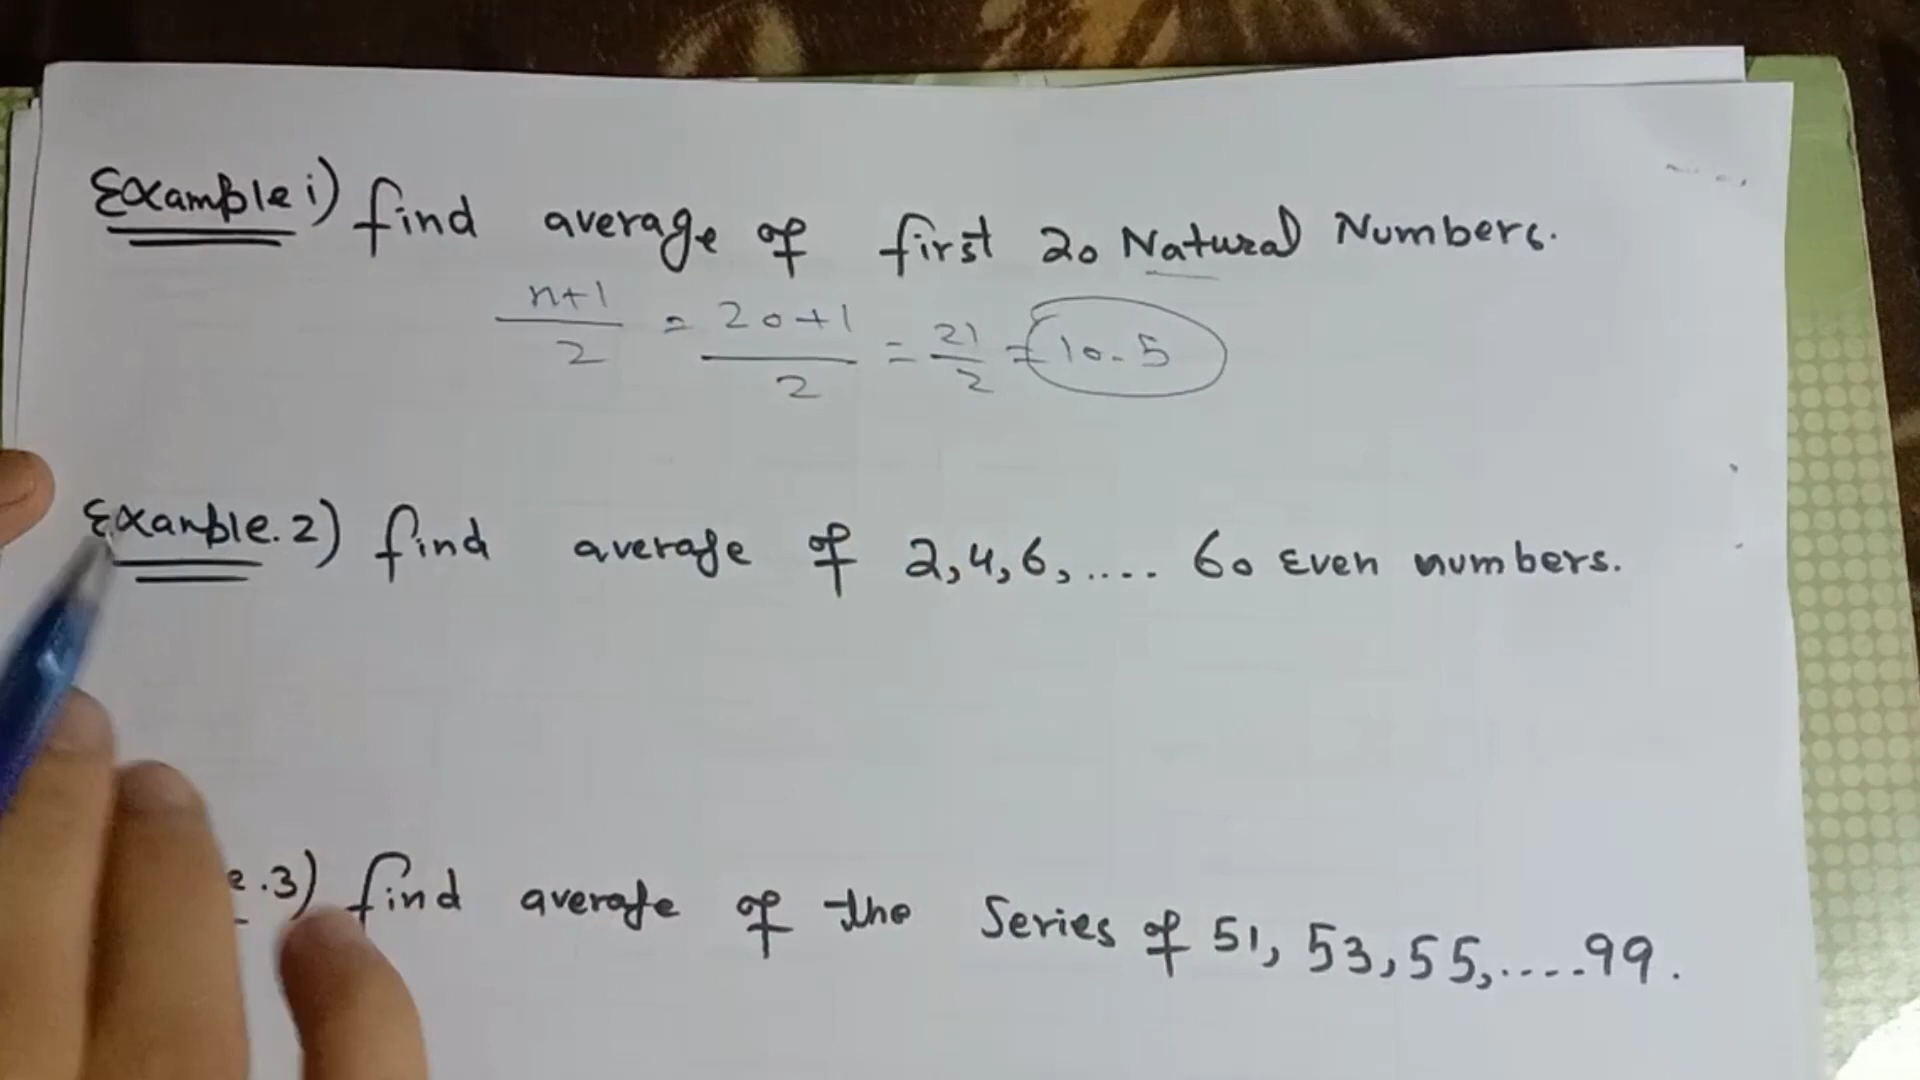 Example 1) find average of first 20 Natural Numbers.
n+1/2 = 20+1/2 = 21/2 = 10.5
Example.2) find average of 2,4,6,.... 60 Even numbers.
e.3) find average of the Series of 51, 53,55,....99.